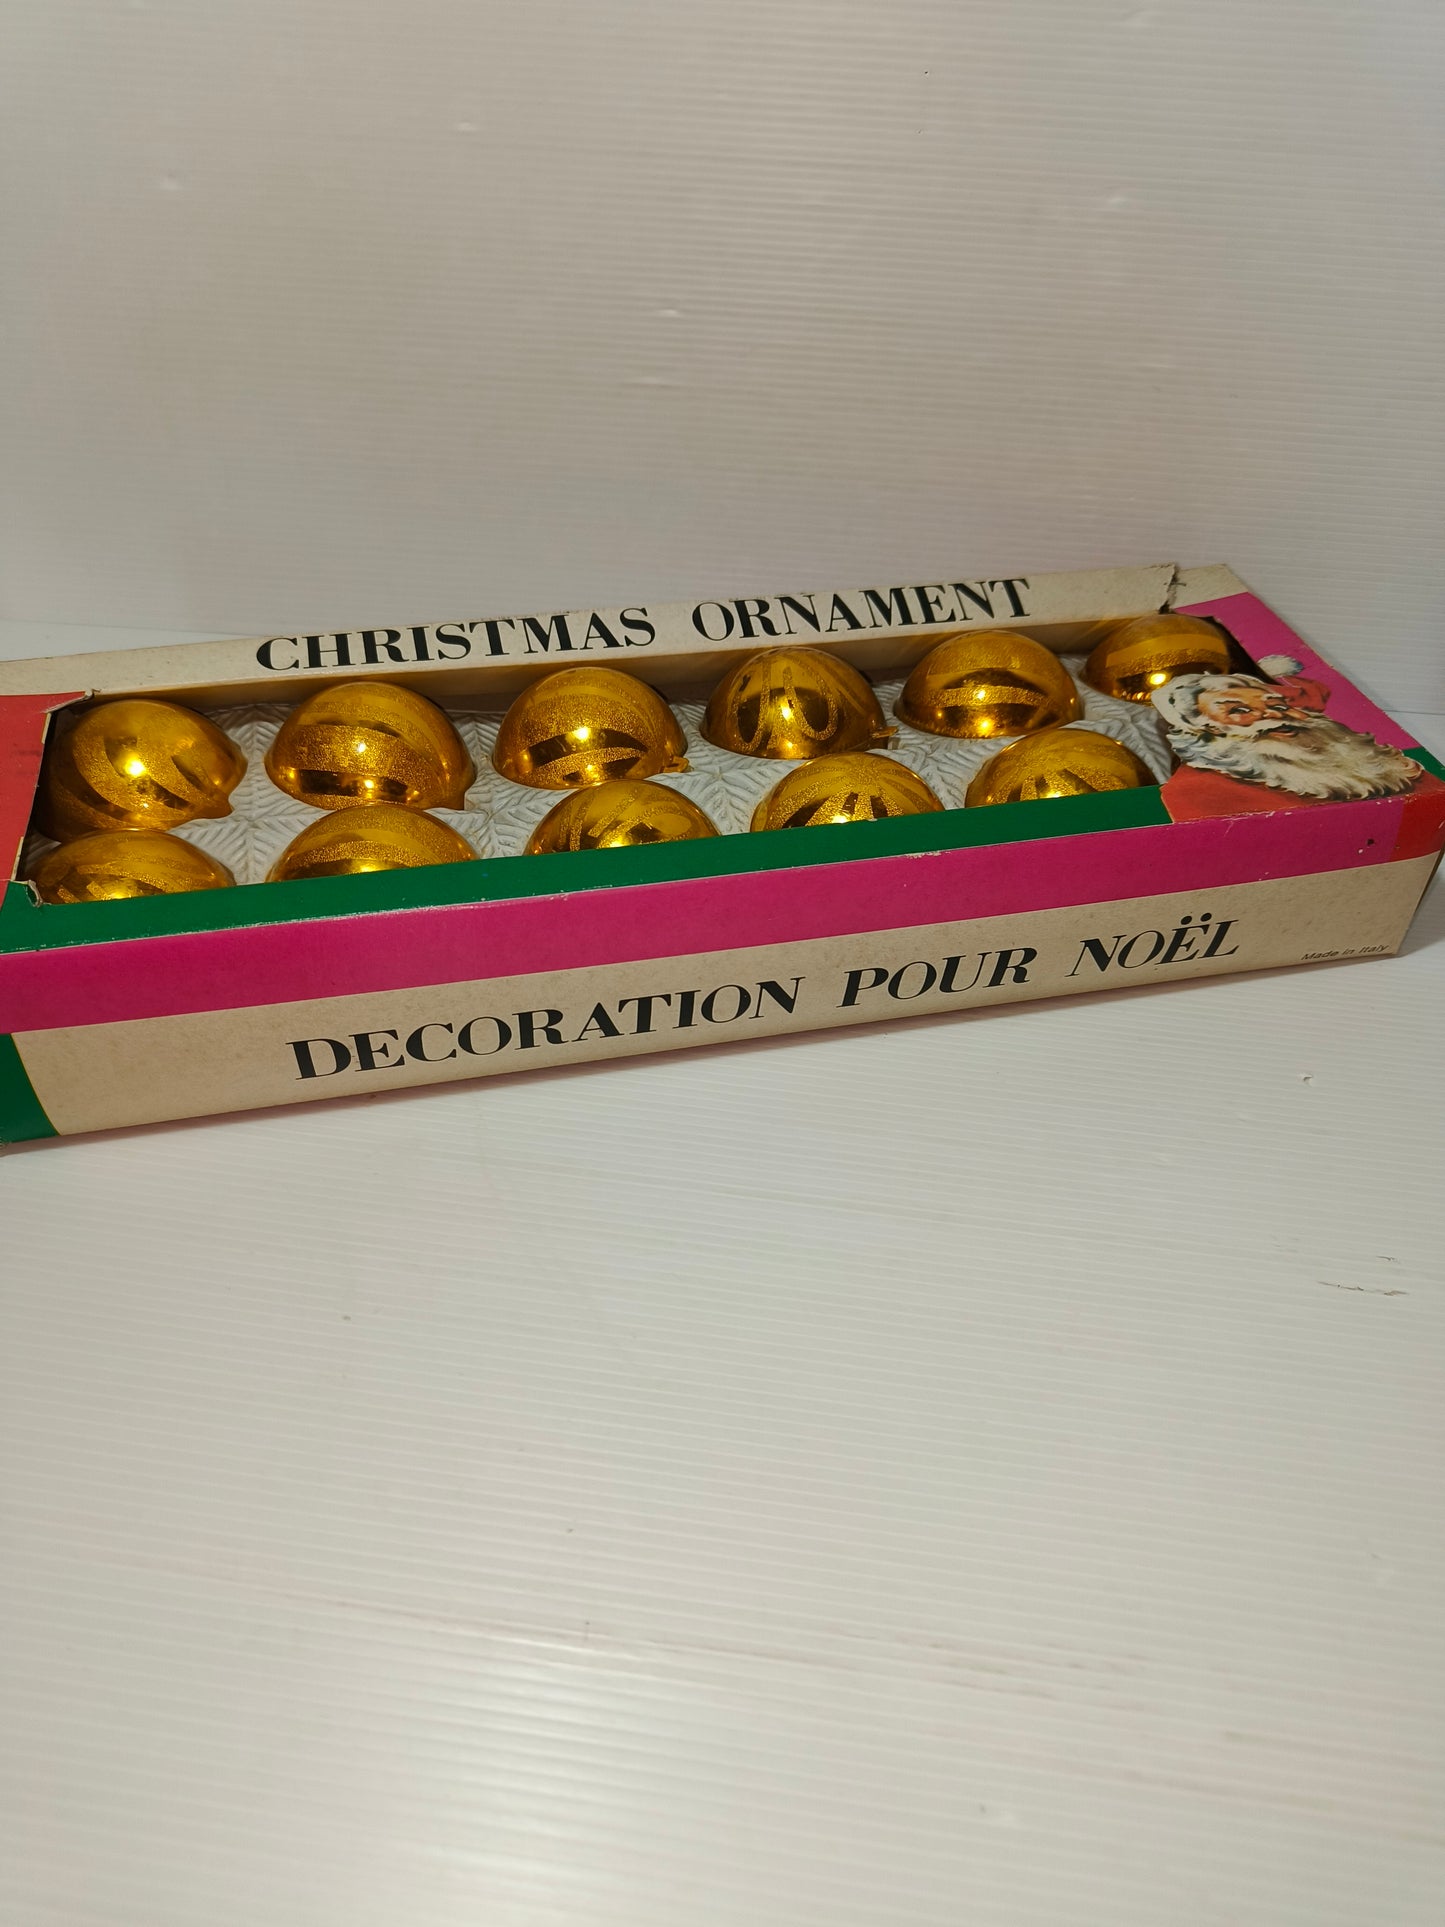 CHRISTMAS ORNAMENT
DECORATION POUR NOËL
Made in Italy